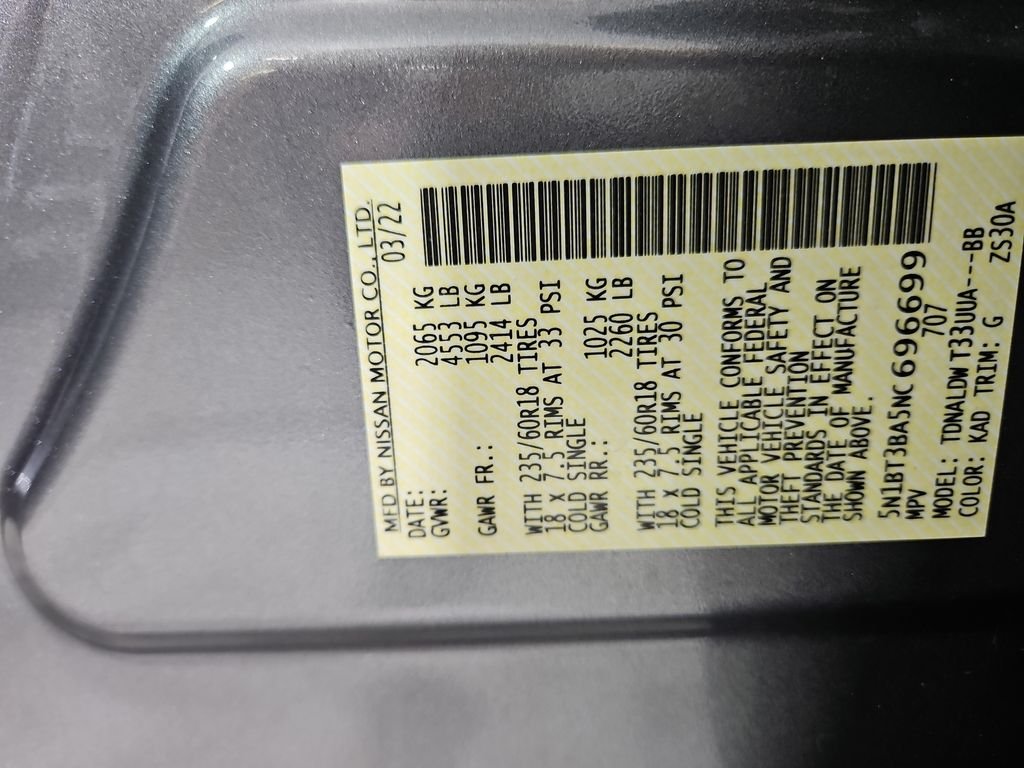 MFD BY NISSAN MOTOR CO., LTD.
DATE: 03/22
GVWR: 2065 KG
4553 LB
GAWR FR.: 1095 KG
2414 LB
WITH 235/60R18 TIRES
18 X 7.5 RIMS AT 33 PSI
COLD SINGLE
GAWR RR.: 1025 KG
2260 LB
WITH 235/60R18 TIRES
18 X 7.5 RIMS AT 30 PSI
COLD SINGLE
THIS VEHICLE CONFORMS TO
ALL APPLICABLE FEDERAL
MOTOR VEHICLE SAFETY AND
THEFT PREVENTION
STANDARDS IN EFFECT ON
THE DATE OF MANUFACTURE
SHOWN ABOVE.
5N1BT3BA5NC696699
MPV 707
MODEL: TDNALDWT33UUA---BB
COLOR: KAD TRIM: G ZS30A